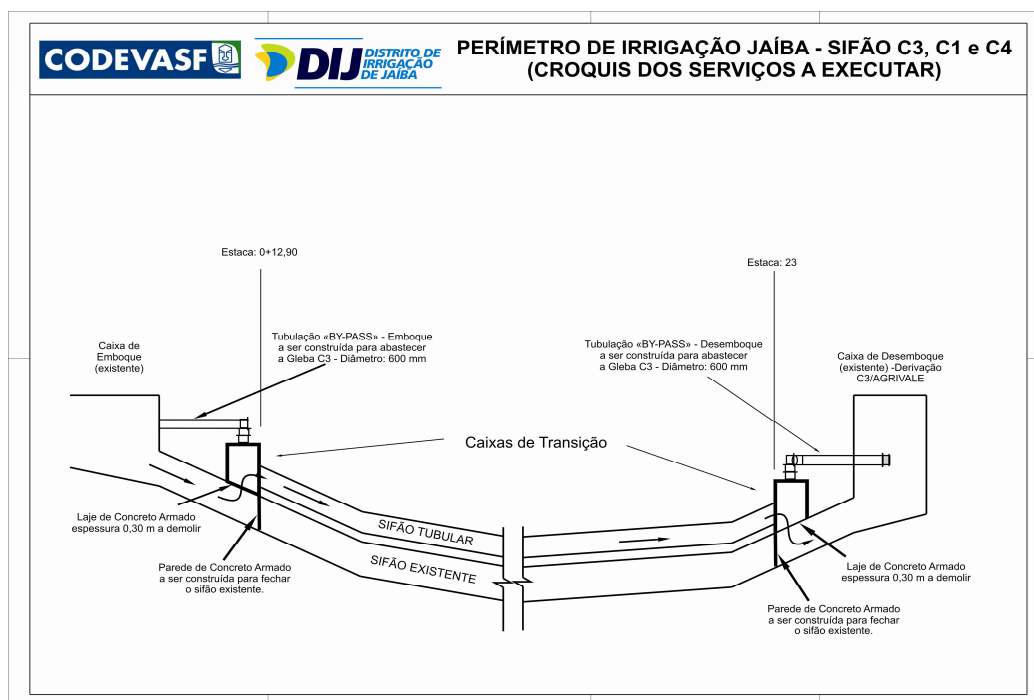 CODEVASF
DIJ
DISTRITO DE
IRRIGAÇÃO
DE JAÍBA
PERÍMETRO DE IRRIGAÇÃO JAÍBA - SIFÃO C3, C1 e C4
(CROQUIS DOS SERVIÇOS A EXECUTAR)
Estaca: 0+12,90
Estaca: 23
Caixa de
Emboque
(existente)
Tubulação «BY-PASS» - Emboque
a ser construída para abastecer
a Gleba C3 - Diâmetro: 600 mm
Tubulação «BY-PASS» - Desemboque
a ser construída para abastecer
a Gleba C3 - Diâmetro: 600 mm
Caixa de Desemboque
(existente) -Derivação
C3/AGRIVALE
Caixas de Transição
Laje de Concreto Armado
espessura 0,30 m a demolir
SIFÃO TUBULAR
SIFÃO EXISTENTE
Parede de Concreto Armado
a ser construída para fechar
o sifão existente.
Laje de Concreto Armado
espessura 0,30 m a demolir
Parede de Concreto Armado
a ser construída para fechar
o sifão existente.